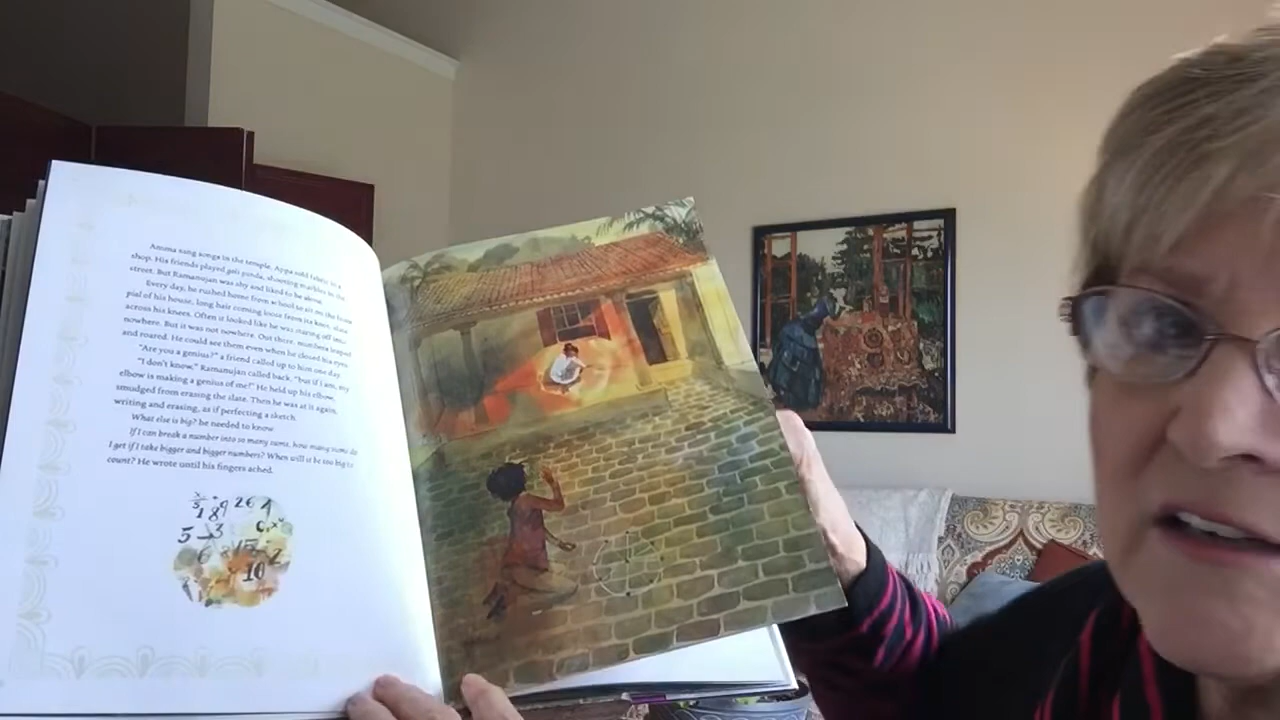 Amma sang songs in the temple. Appa sold fabric in a
shop. His friends played goli gundu, shooting marbles in the
street. But Ramanujan was shy and liked to be alone.
Every day, he rushed home from school to sit on the front
pial of his house, long hair coming loose from its knot, slate
across his knees. Often it looked like he was staring off into
nowhere. But it was not nowhere. Out there, numbers leaped
and roared. He could see them even when he closed his eyes.
"Are you a genius?" a friend called up to him one day.
"I don't know," Ramanujan called back, "but if I am, my
elbow is making a genius of me!" He held up his elbow,
smudged from erasing the slate. Then he was at it again,
writing and erasing, as if perfecting a sketch.
What else is big? he needed to know.
If I can break a number into so many sums, how many sums do
I get if I take bigger and bigger numbers? When will it be too big to
count? He wrote until his fingers ached.
189 264
5 3
6 15 2
10